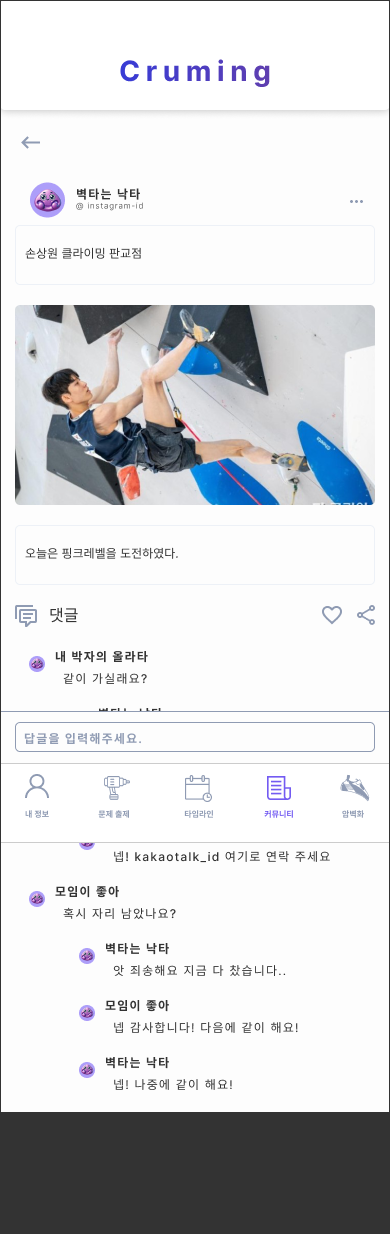 Cruming
벽타는 낙타
@ instagram-id
손상원 클라이밍 판교점
오늘은 핑크레벨을 도전하였다.
댓글
내 박자의 올라타
같이 가실래요?
벽타는 낙타
답글을 입력해주세요.
내 정보
문제 출제
타임라인
커뮤니티
암벽화
넵! kakaotalk_id 여기로 연락 주세요
모임이 좋아
혹시 자리 남았나요?
벽타는 낙타
앗 죄송해요 지금 다 찼습니다..
모임이 좋아
넵 감사합니다! 다음에 같이 해요!
벽타는 낙타
넵! 나중에 같이 해요!